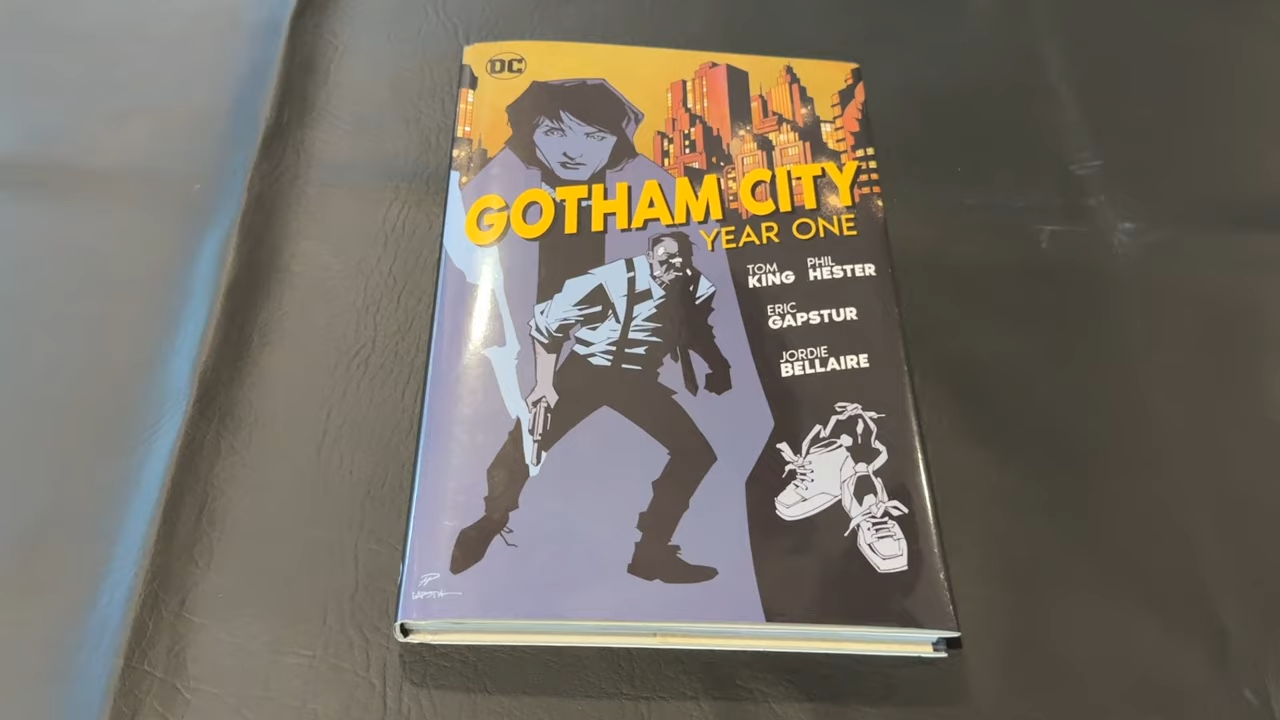 DC
GOTHAM CITY
YEAR ONE
TOM KING
PHIL HESTER
ERIC GAPSTUR
JORDIE BELLAIRE